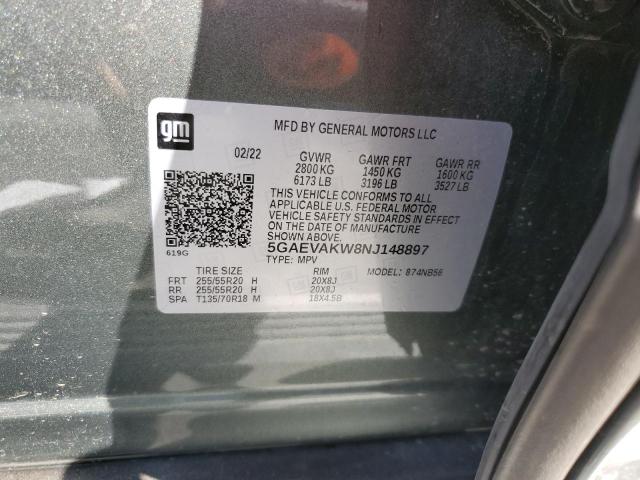 gm
MFD BY GENERAL MOTORS LLC
02/22 GVWR GAWR FRT GAWR RR
2800 KG 1450 KG 1600 KG
6173 LB 3196 LB 3527 LB
THIS VEHICLE CONFORMS TO ALL
APPLICABLE U.S. FEDERAL MOTOR
VEHICLE SAFETY STANDARDS IN EFFECT
ON THE DATE OF MANUFACTURE
SHOWN ABOVE.
619G
5GAEVAKW8NJ148897
TYPE: MPV
TIRE SIZE RIM MODEL: 874NB56
FRT 255/55R20 H 20X8J
RR 255/55R20 H 20X8J
SPA T135/70R18 M 18X4.5B